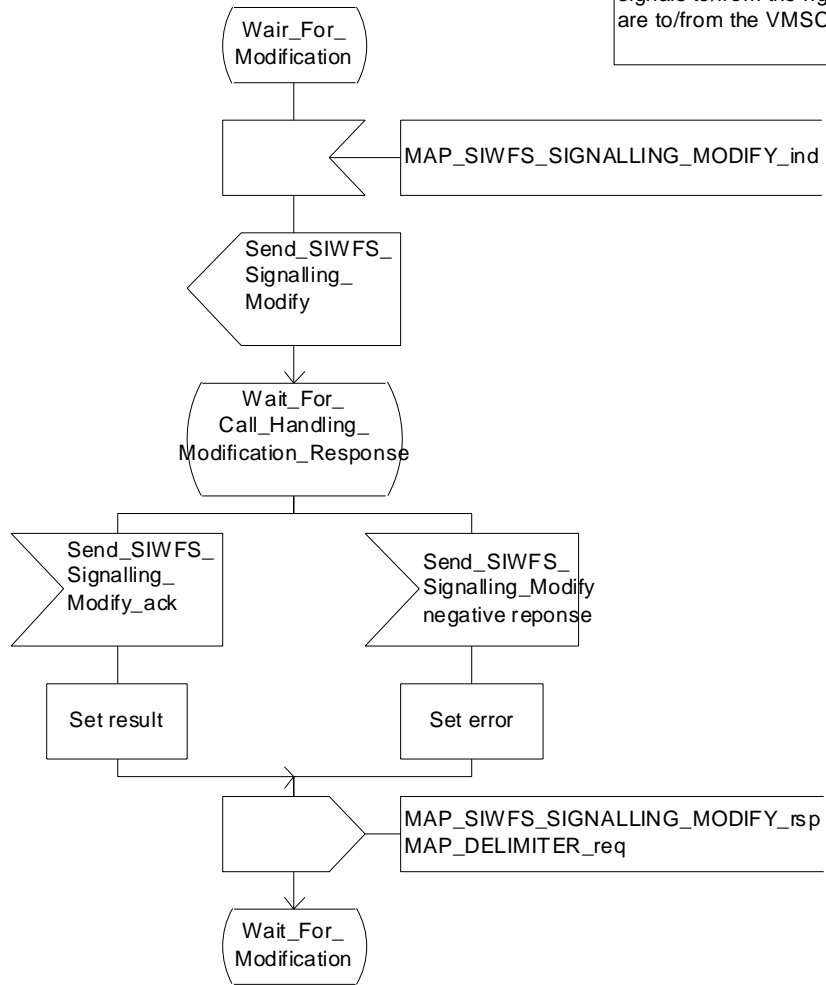 signals to/from the rig
are to/from the VMSC
Wair_For_
Modification
MAP_SIWFS_SIGNALLING_MODIFY_ind
Send_SIWFS_
Signalling_
Modify
Wait_For_
Call_Handling_
Modification_Response
Send_SIWFS_
Signalling_
Modify_ack
Send_SIWFS_
Signalling_Modify
negative reponse
Set result
Set error
MAP_SIWFS_SIGNALLING_MODIFY_rsp
MAP_DELIMITER_req
Wait_For_
Modification